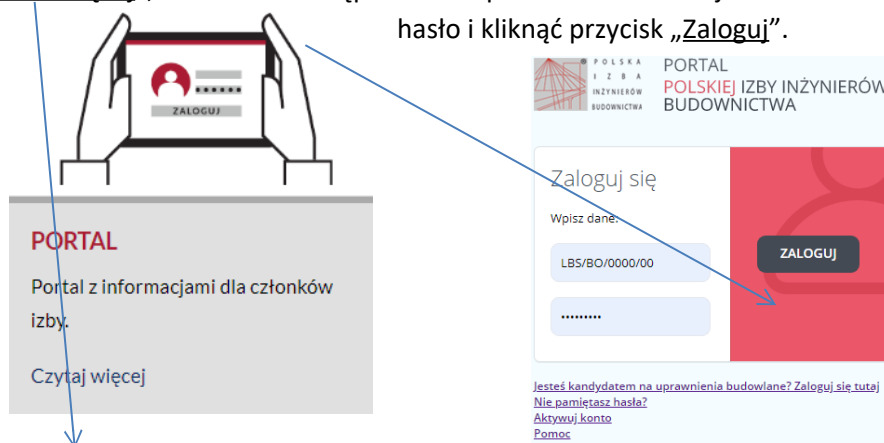 hasło i kliknąć przycisk „Zaloguj”.
ZALOGUJ
PORTAL
Portal z informacjami dla członków
izby.
Czytaj więcej
POLSKA
IZBA
INŻYNIERÓW
BUDOWNICTWA
PORTAL
POLSKIEJ IZBY INŻYNIERÓW
BUDOWNICTWA
Zaloguj się
Wpisz dane:
LBS/BO/0000/00
•••••••••
ZALOGUJ
Jesteś kandydatem na uprawnienia budowlane? Zaloguj się tutaj
Nie pamiętasz hasła?
Aktywuj konto
Pomoc